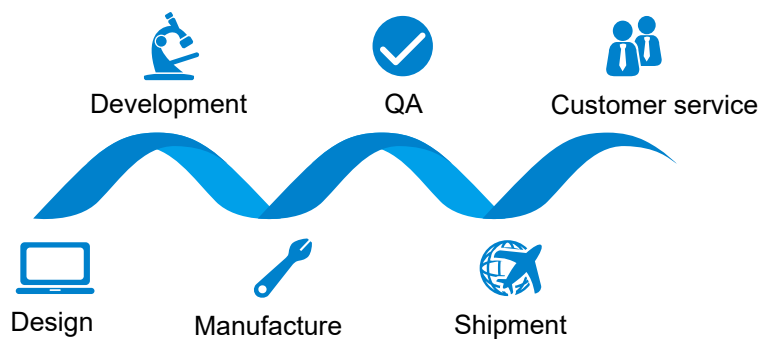 Development
QA
Customer service
Design
Manufacture
Shipment